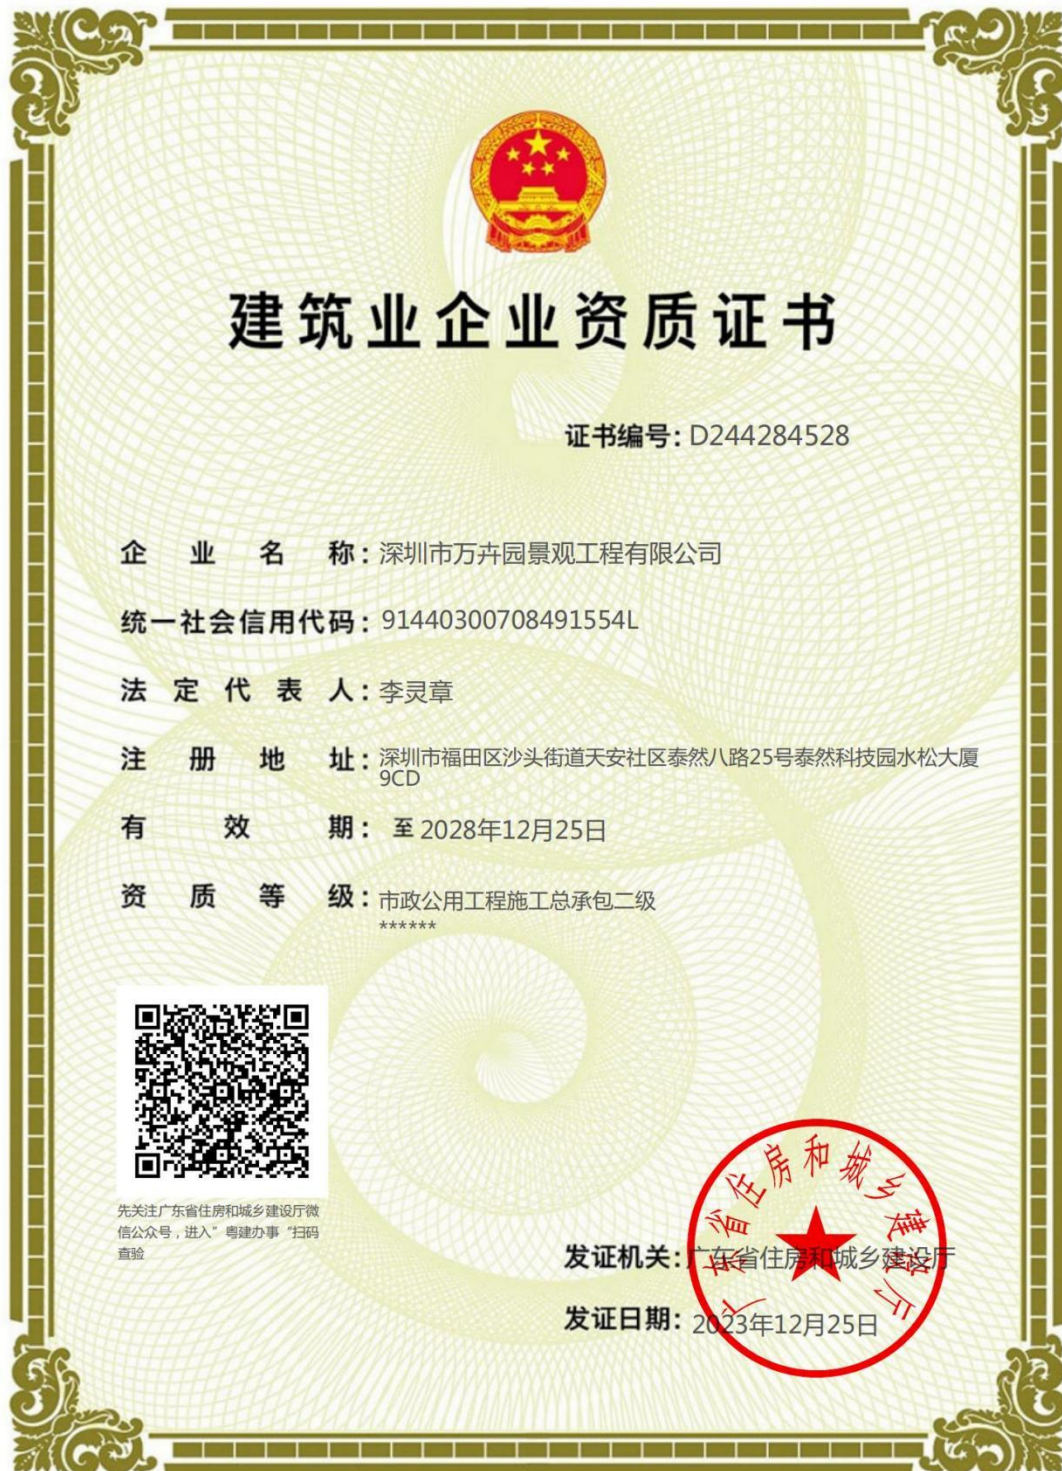 建筑业企业资质证书
证书编号：D244284528
企业名称：深圳市万卉园景观工程有限公司
统一社会信用代码：91440300708491554L
法定代表人：李灵章
注册地址：深圳市福田区沙头街道天安社区泰然八路25号泰然科技园水松大厦
9CD
有效期：至2028年12月25日
资质等级：市政公用工程施工总承包二级
******
先关注广东省住房和城乡建设厅微
信公众号，进入”粤建办事“扫码
查验
广东省住房和城乡建设厅
发证机关：广东省住房和城乡建设厅
发证日期：2023年12月25日